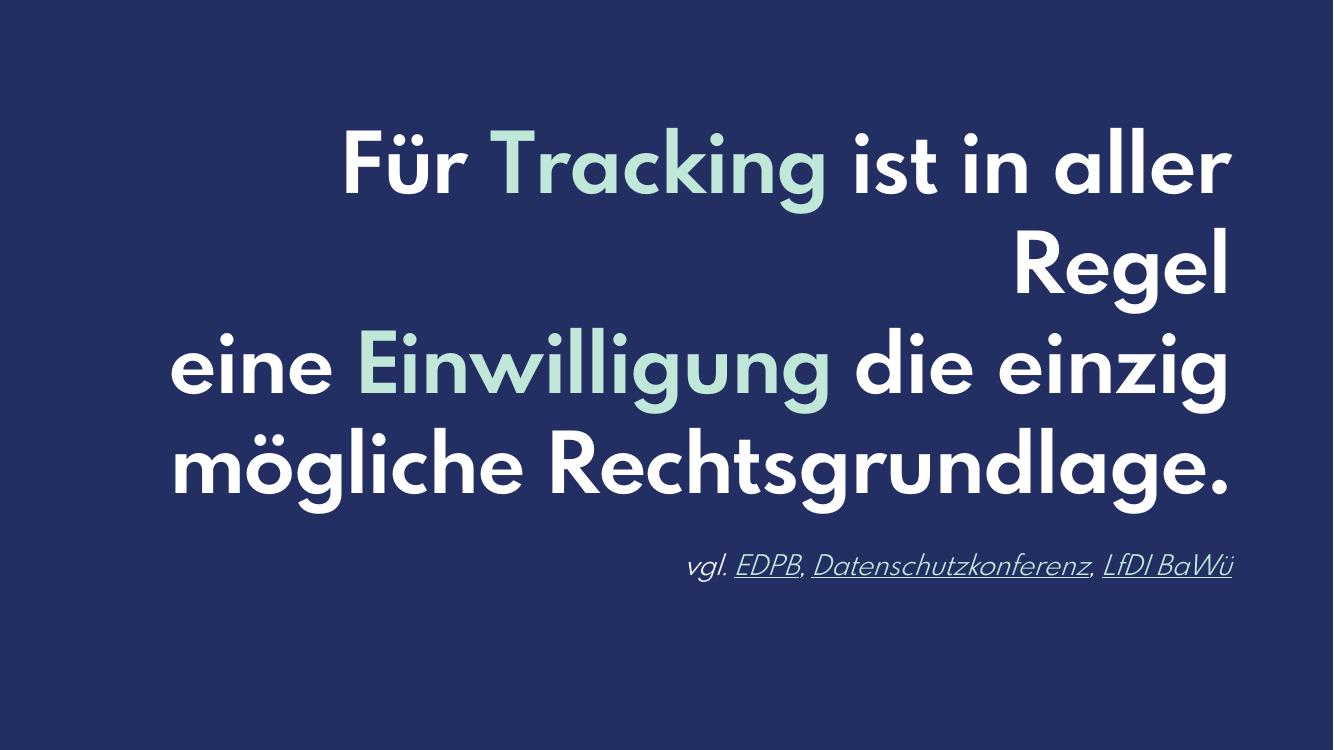 Für Tracking ist in aller
Regel
eine Einwilligung die einzig
mögliche Rechtsgrundlage.
vgl. EDPB, Datenschutzkonferenz, LfDI BaWü